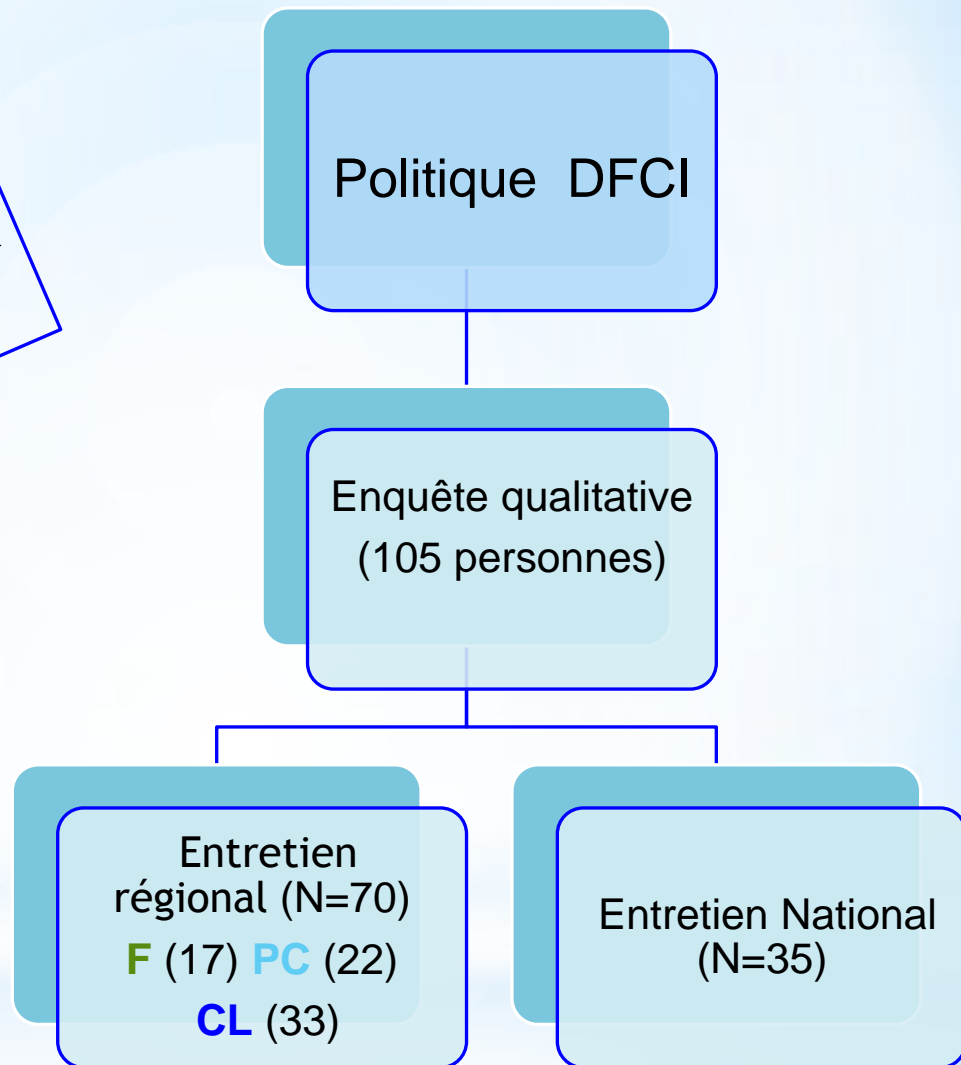 Politique DFCI
Enquête qualitative
(105 personnes)
Entretien
régional (N=70)
F (17) PC (22)
CL (33)
Entretien National
(N=35)